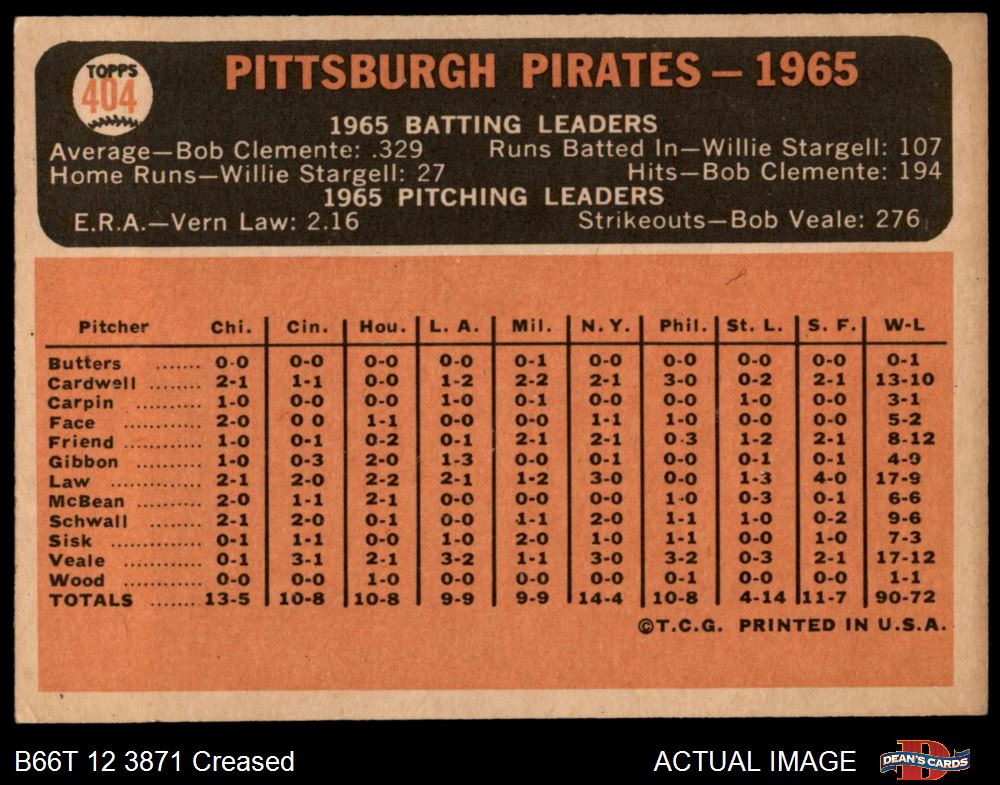 TOPPS
404
PITTSBURGH PIRATES — 1965
1965 BATTING LEADERS
Average—Bob Clemente: .329 Runs Batted In—Willie Stargell: 107
Home Runs—Willie Stargell: 27 Hits—Bob Clemente: 194
1965 PITCHING LEADERS
E.R.A.—Vern Law: 2.16 Strikeouts—Bob Veale: 276
Pitcher Chi. Cin. Hou. L. A. Mil. N. Y. Phil. St. L. S. F. W-L
Butters ....... 0-0 0-0 0-0 0-0 0-1 0-0 0-0 0-0 0-0 0-1
Cardwell ....... 2-1 1-1 0-0 1-2 2-2 2-1 3-0 0-2 2-1 13-10
Carpin .......... 1-0 0-0 0-0 1-0 0-1 0-0 0-0 1-0 0-0 3-1
Face .......... 2-0 0 0 1-1 0-0 0-0 1-1 1-0 0-0 0-0 5-2
Friend .......... 1-0 0-1 0-2 0-1 2-1 2-1 0-3 1-2 2-1 8-12
Gibbon .......... 1-0 0-3 2-0 1-3 0-0 0-1 0-0 0-1 0-1 4-9
Law .......... 2-1 2-0 2-2 2-1 1-2 3-0 0-0 1-3 4-0 17-9
McBean .......... 2-0 1-1 2-1 0-0 0-0 0-0 1-0 0-3 0-1 6-6
Schwall ....... 2-1 2-0 0-1 0-0 1-1 2-0 1-1 1-0 0-2 9-6
Sisk ............ 0-1 1-1 0-0 1-0 2-0 1-0 1-1 0-0 1-0 7-3
Veale .......... 0-1 3-1 2-1 3-2 1-1 3-0 3-2 0-3 2-1 17-12
Wood .......... 0-0 0-0 1-0 0-0 0-0 0-0 0-1 0-0 0-0 1-1
TOTALS ....... 13-5 10-8 10-8 9-9 9-9 14-4 10-8 4-14 11-7 90-72
©T.C.G. PRINTED IN U.S.A.
B66T 12 3871 Creased ACTUAL IMAGE
D
DEAN'S CARDS